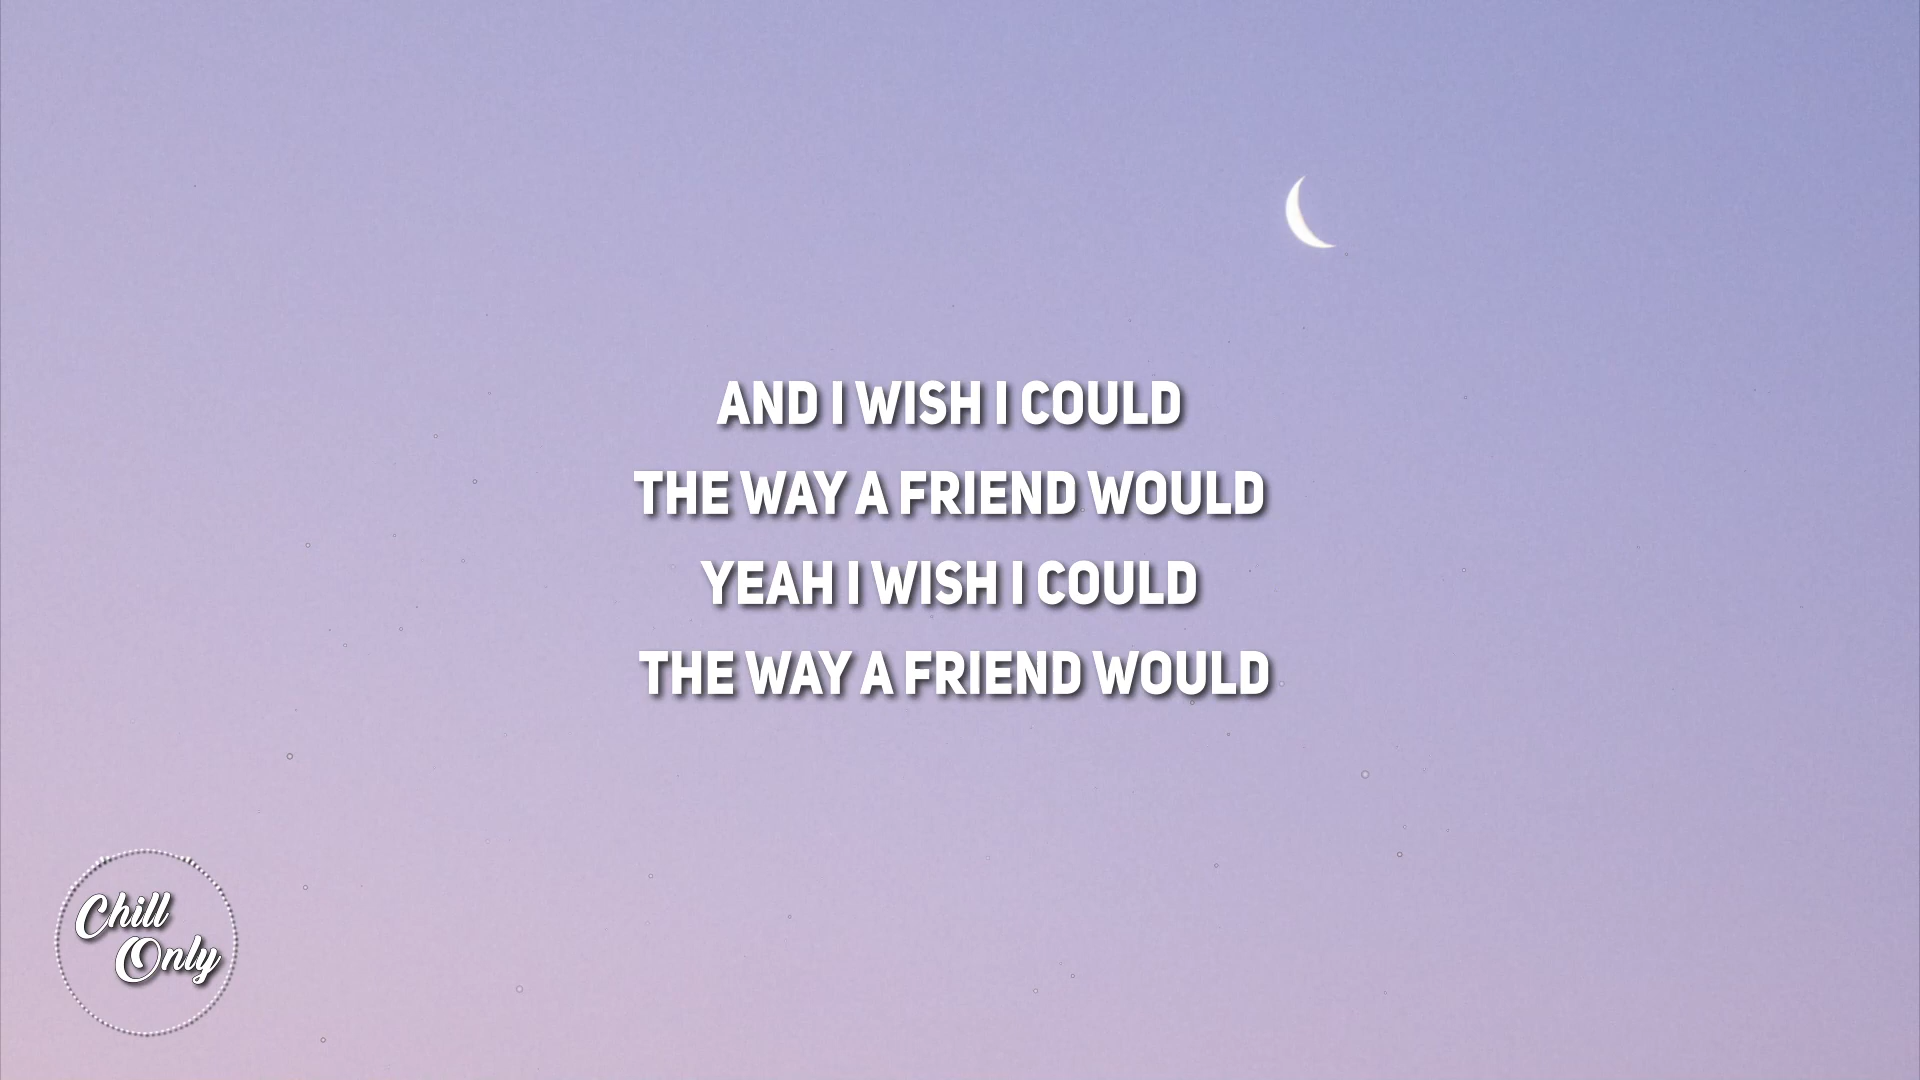 AND I WISH I COULD
THE WAY A FRIEND WOULD
YEAH I WISH I COULD
THE WAY A FRIEND WOULD
Chill
Only